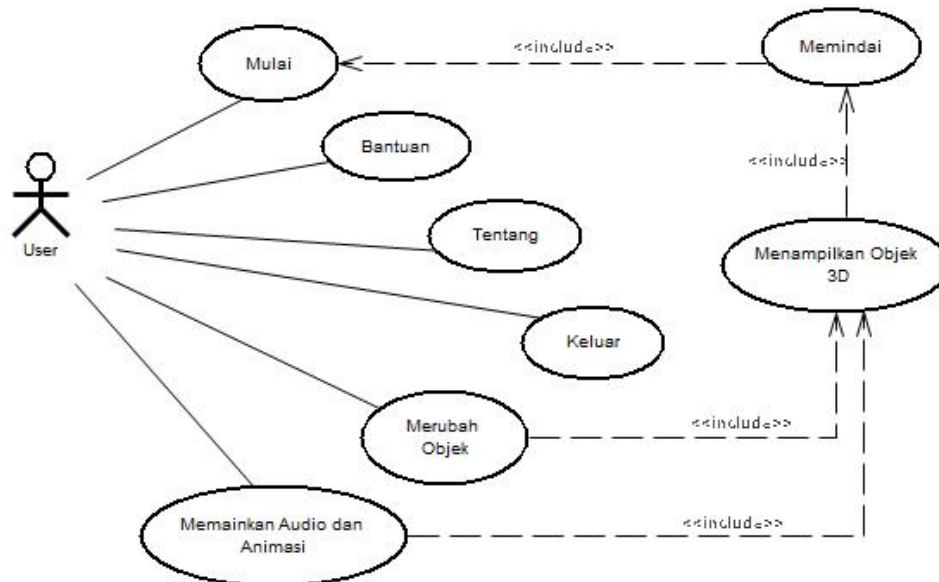 Mulai
<<include>>
Memindai
Bantuan
<<include>>
User
Tentang
Menampilkan Objek
3D
Keluar
Merubah
Objek
<<include>>
Memainkan Audio dan
Animasi
<<include>>